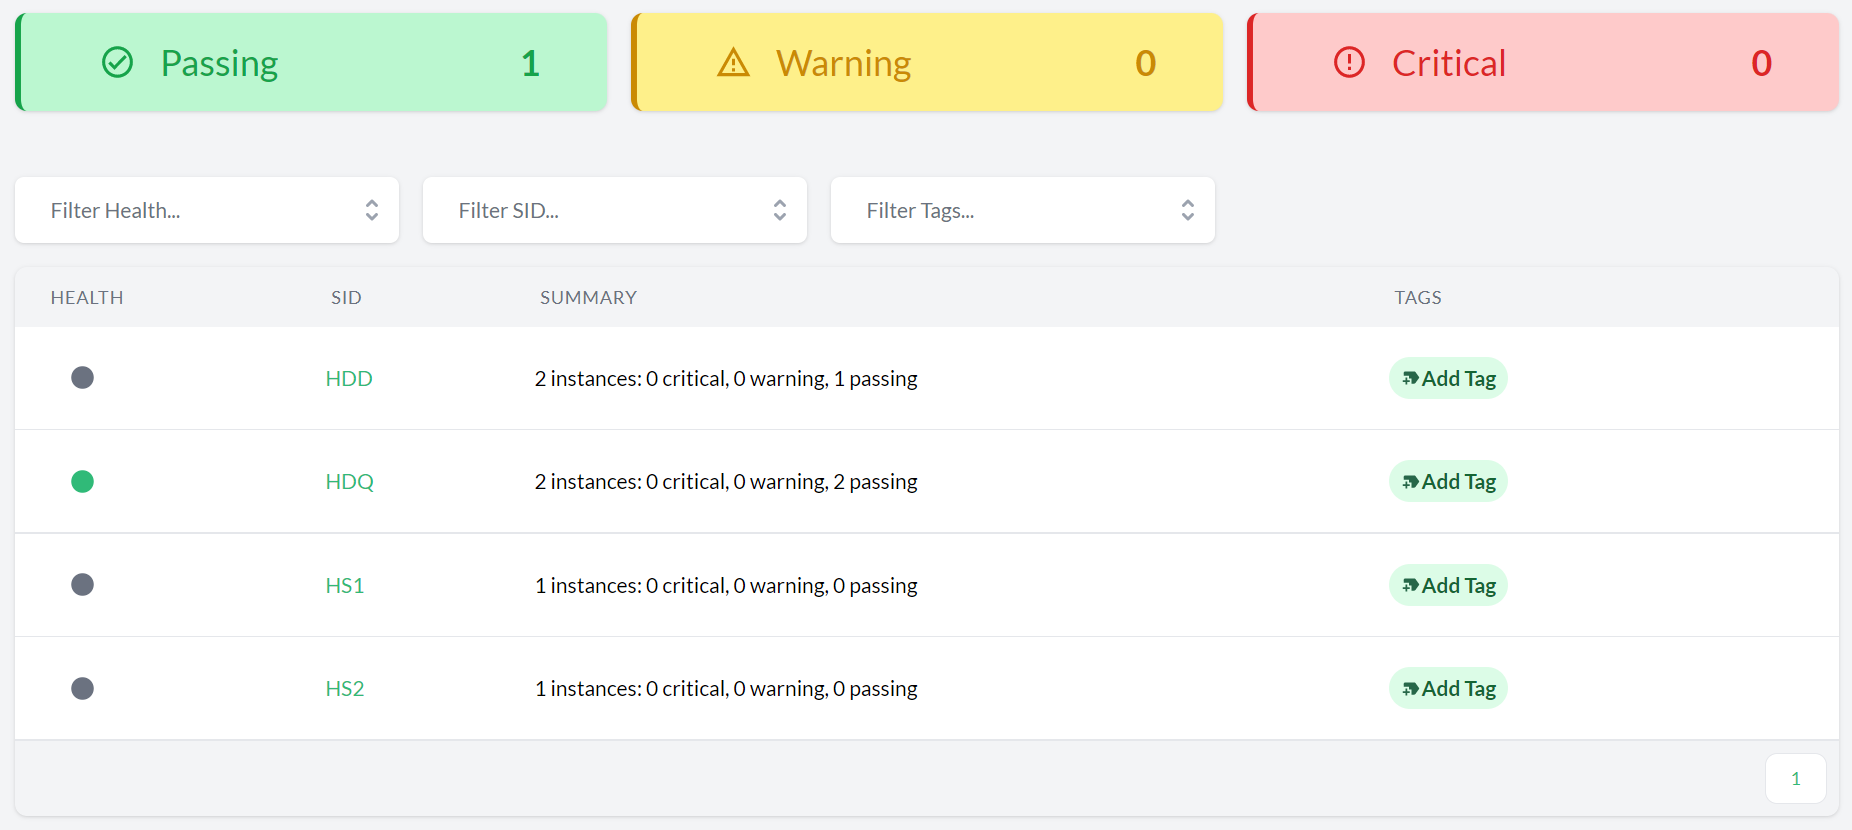 Passing 1
Warning 0
Critical 0
Filter Health...
Filter SID...
Filter Tags...
HEALTH SID SUMMARY TAGS
HDD 2 instances: 0 critical, 0 warning, 1 passing Add Tag
HDQ 2 instances: 0 critical, 0 warning, 2 passing Add Tag
HS1 1 instances: 0 critical, 0 warning, 0 passing Add Tag
HS2 1 instances: 0 critical, 0 warning, 0 passing Add Tag
1